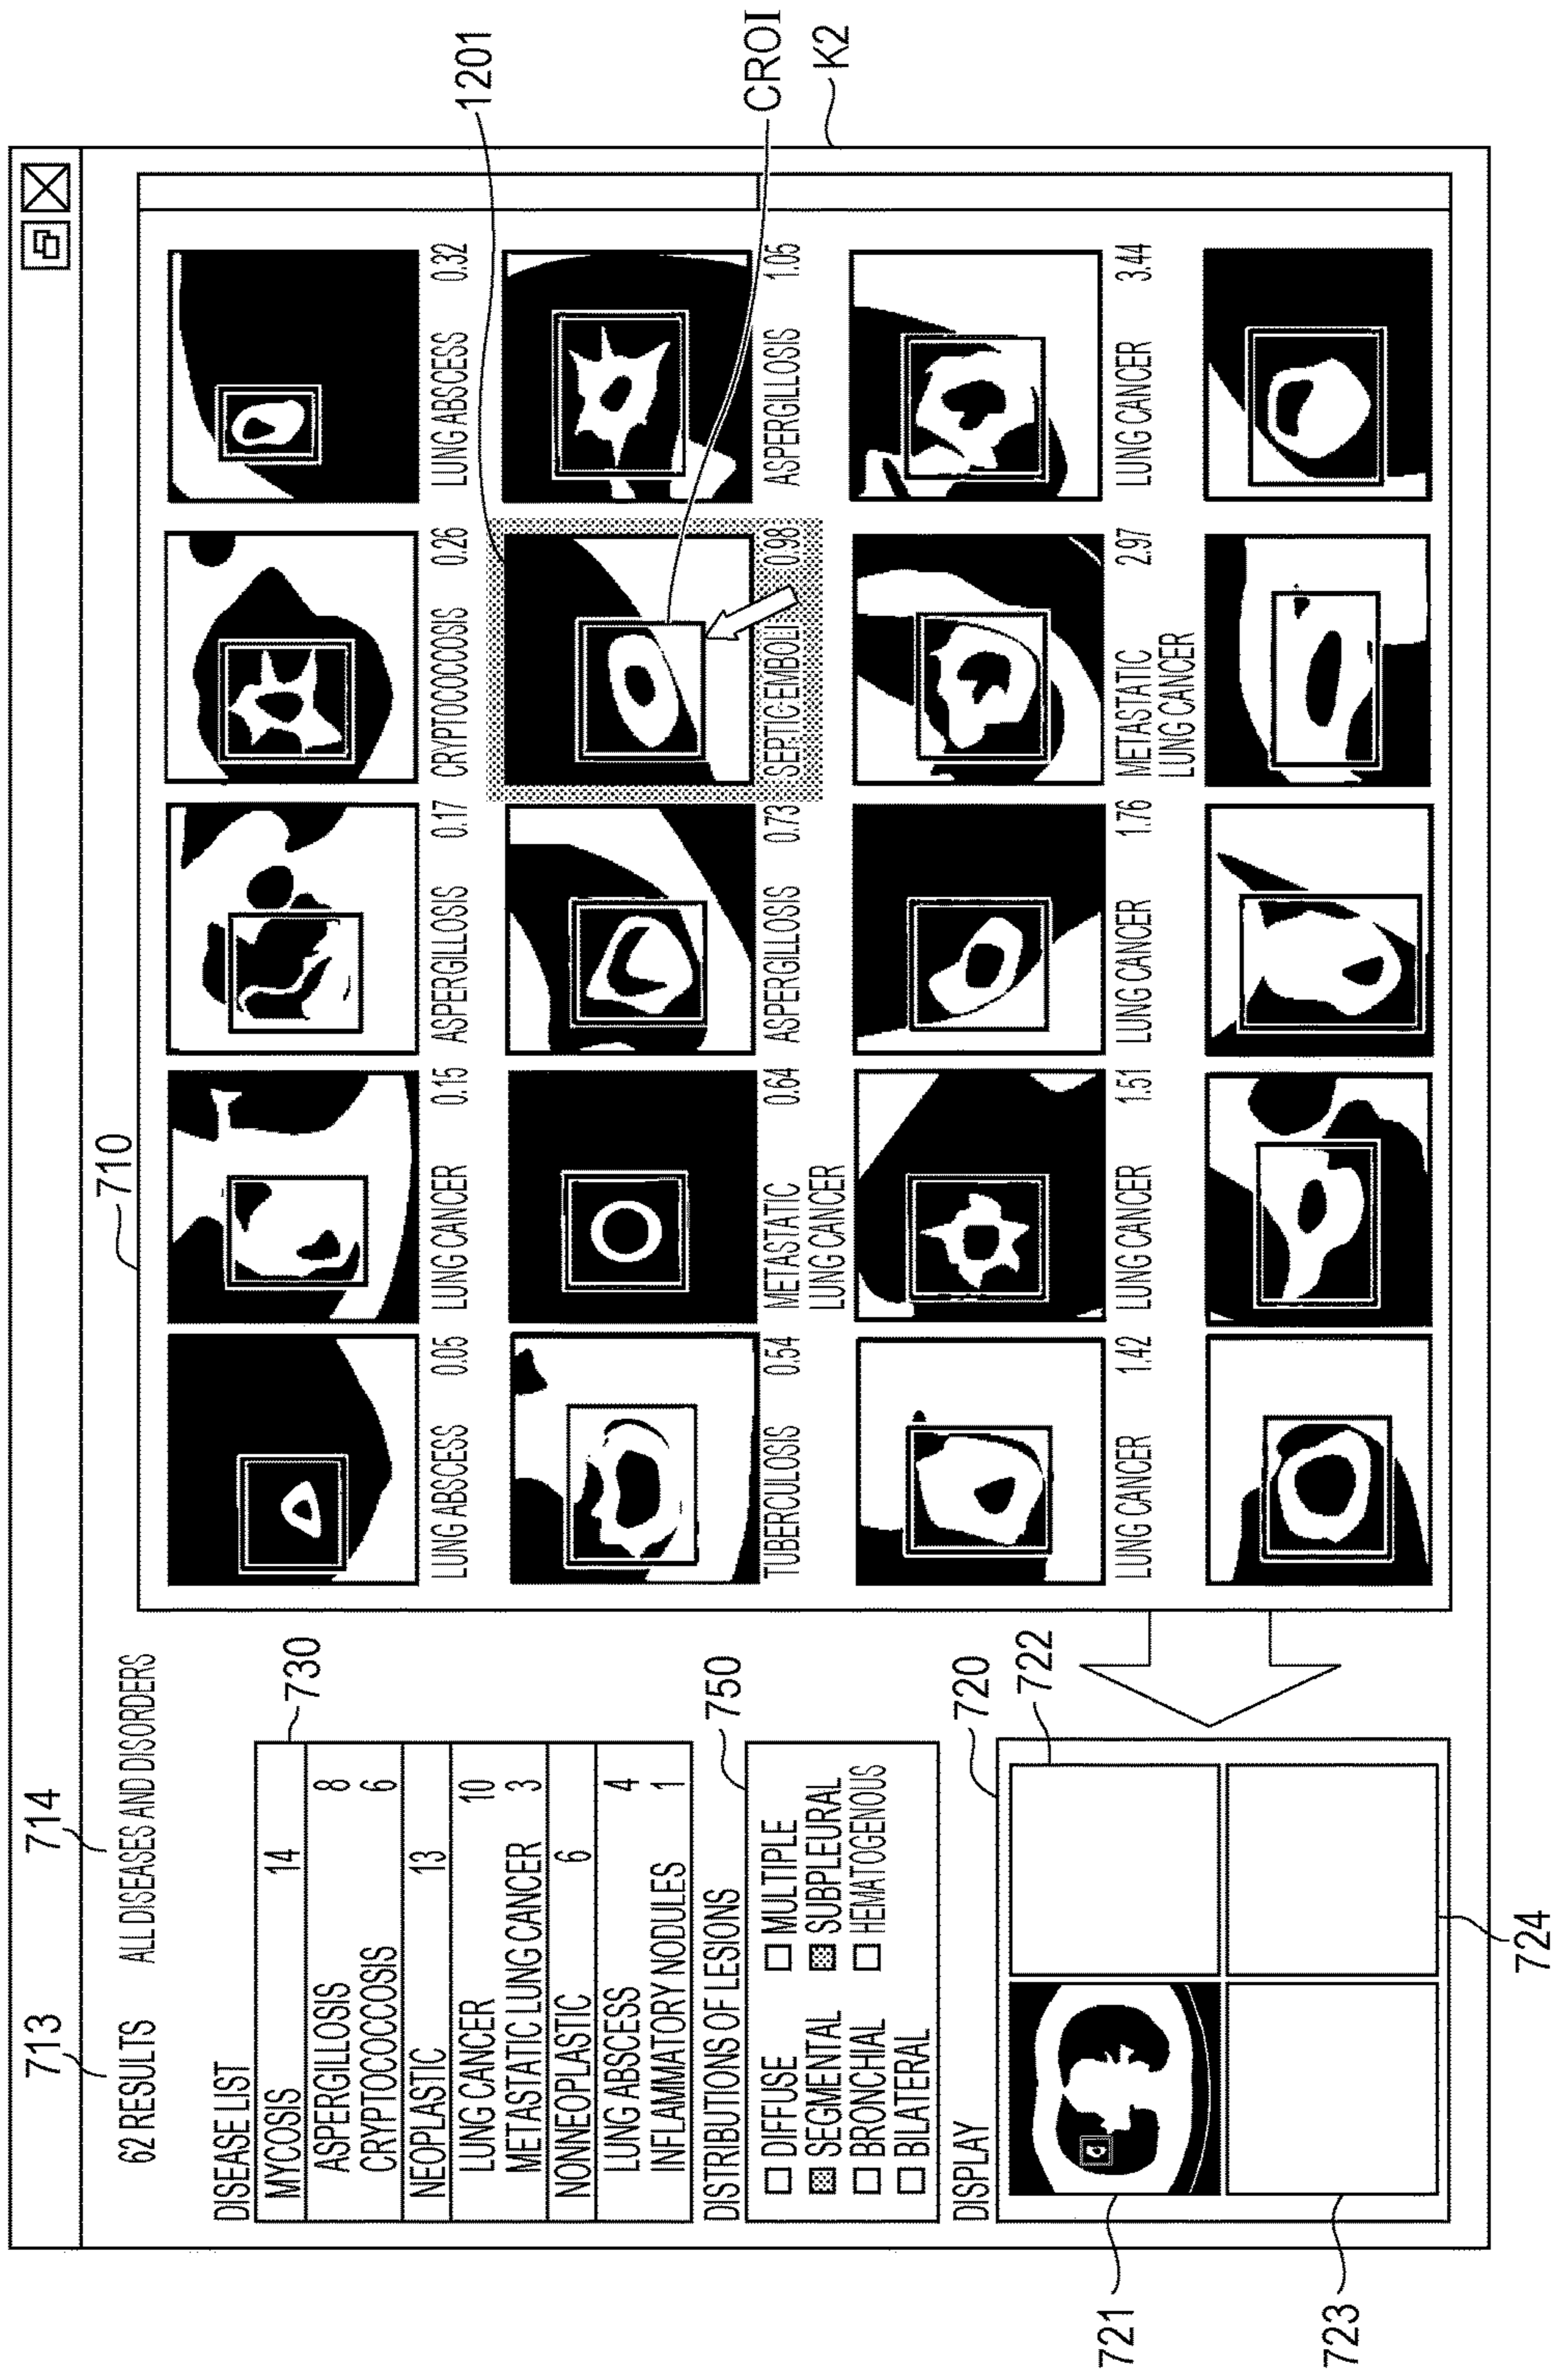 713
714
62 RESULTS
ALL DISEASES AND DISORDERS
710
DISEASE LIST
730
MYCOSIS 14
ASPERGILLOSIS 8
CRYPTOCOCCOSIS 6
NEOPLASTIC 13
LUNG CANCER 10
METASTATIC LUNG CANCER 3
NONNEOPLASTIC 6
LUNG ABSCESS 4
INFLAMMATORY NODULES 1
DISTRIBUTIONS OF LESIONS
750
DIFFUSE MULTIPLE
SEGMENTAL SUBPLEURAL
BRONCHIAL HEMATOGENOUS
BILATERAL
DISPLAY
720
722
721
723
724
LUNG ABSCESS 0.05
LUNG CANCER 0.15
ASPERGILLOSIS 0.17
CRYPTOCOCCOSIS 0.26
LUNG ABSCESS 0.32
1201
TUBERCULOSIS 0.54
METASTATIC 0.64
LUNG CANCER
ASPERGILLOSIS 0.73
SEPTIC EMBOLI 0.98
ASPERGILLOSIS 1.05
CROI
K2
LUNG CANCER 1.42
LUNG CANCER 1.51
LUNG CANCER 1.76
METASTATIC 2.97
LUNG CANCER
LUNG CANCER 3.44